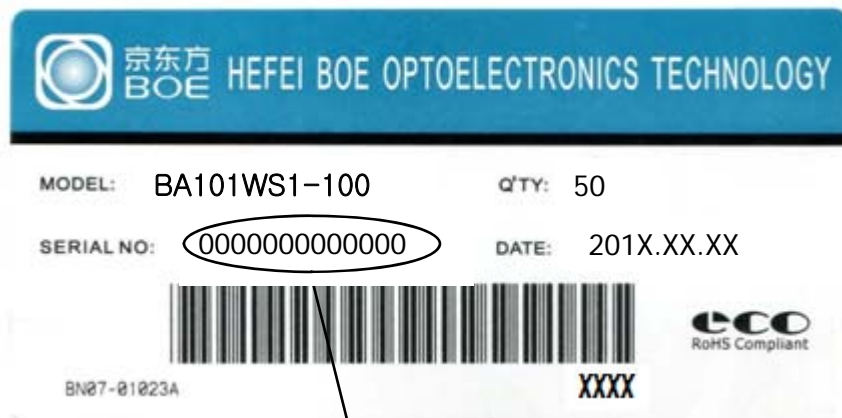 京东方
BOE HEFEI BOE OPTOELECTRONICS TECHNOLOGY
MODEL: BA101WS1-100 Q'TY: 50
SERIAL NO: 0000000000000 DATE: 201X.XX.XX
eco
RoHS Compliant
BN07-01023A XXXX